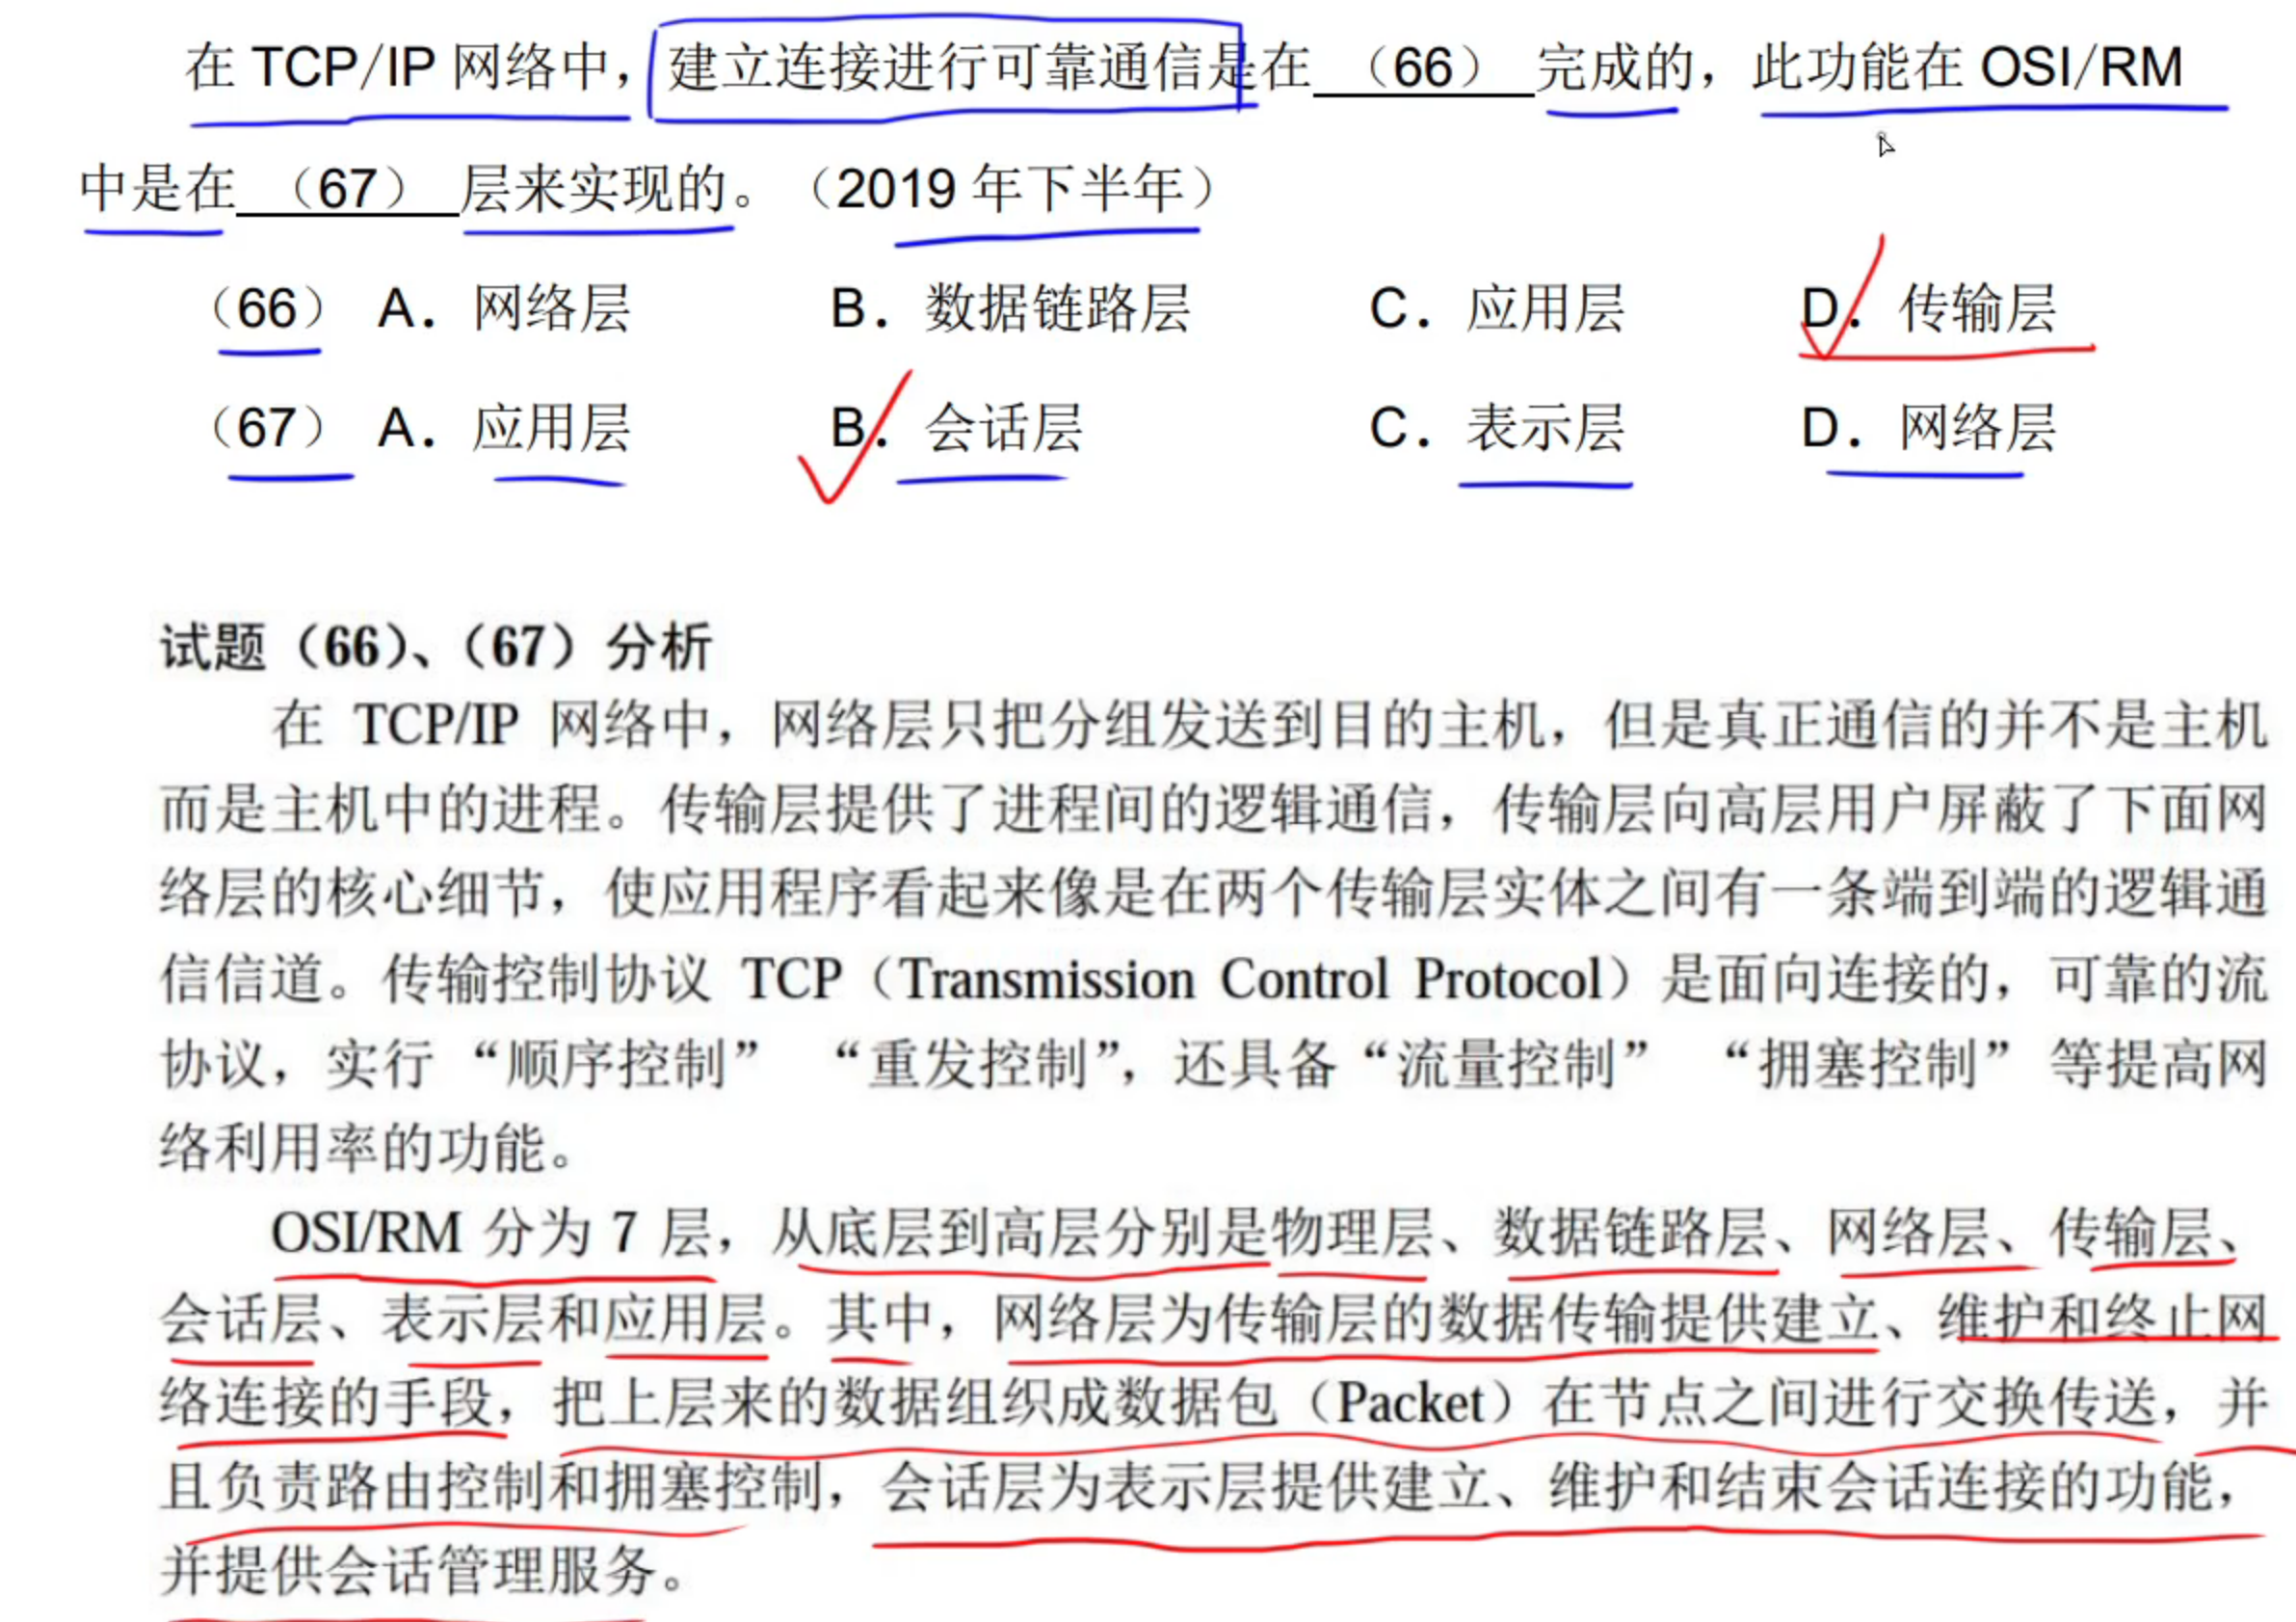 在 TCP/IP 网络中，建立连接进行可靠通信是在 （66） 完成的，此功能在 OSI/RM
中是在 （67） 层来实现的。（2019 年下半年）
（66） A．网络层 B．数据链路层 C．应用层 D．传输层
（67） A．应用层 B．会话层 C．表示层 D．网络层
试题（66）、（67）分析
在 TCP/IP 网络中，网络层只把分组发送到目的主机，但是真正通信的并不是主机
而是主机中的进程。传输层提供了进程间的逻辑通信，传输层向高层用户屏蔽了下面网
络层的核心细节，使应用程序看起来像是在两个传输层实体之间有一条端到端的逻辑通
信信道。传输控制协议 TCP（Transmission Control Protocol）是面向连接的，可靠的流
协议，实行 “顺序控制” “重发控制”，还具备 “流量控制” “拥塞控制” 等提高网
络利用率的功能。
OSI/RM 分为 7 层，从底层到高层分别是物理层、数据链路层、网络层、传输层、
会话层、表示层和应用层。其中，网络层为传输层的数据传输提供建立、维护和终止网
络连接的手段，把上层来的数据组织成数据包（Packet）在节点之间进行交换传送，并
且负责路由控制和拥塞控制，会话层为表示层提供建立、维护和结束会话连接的功能，
并提供会话管理服务。